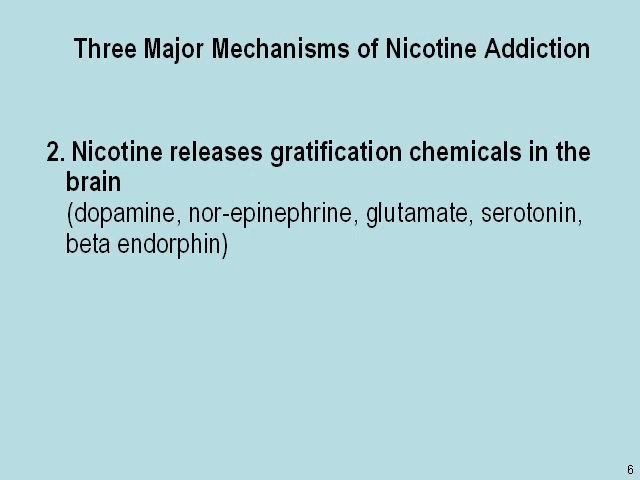 Three Major Mechanisms of Nicotine Addiction
2. Nicotine releases gratification chemicals in the
brain
(dopamine, nor-epinephrine, glutamate, serotonin,
beta endorphin)
6